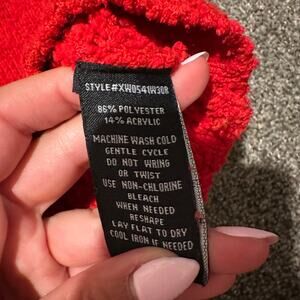 STYLE#XW0541W30R
86% POLYESTER
14% ACRYLIC
MACHINE WASH COLD
GENTLE CYCLE
DO NOT WRING
OR TWIST
USE NON-CHLORINE
BLEACH
WHEN NEEDED
RESHAPE
LAY FLAT TO DRY
COOL IRON IF NEEDED